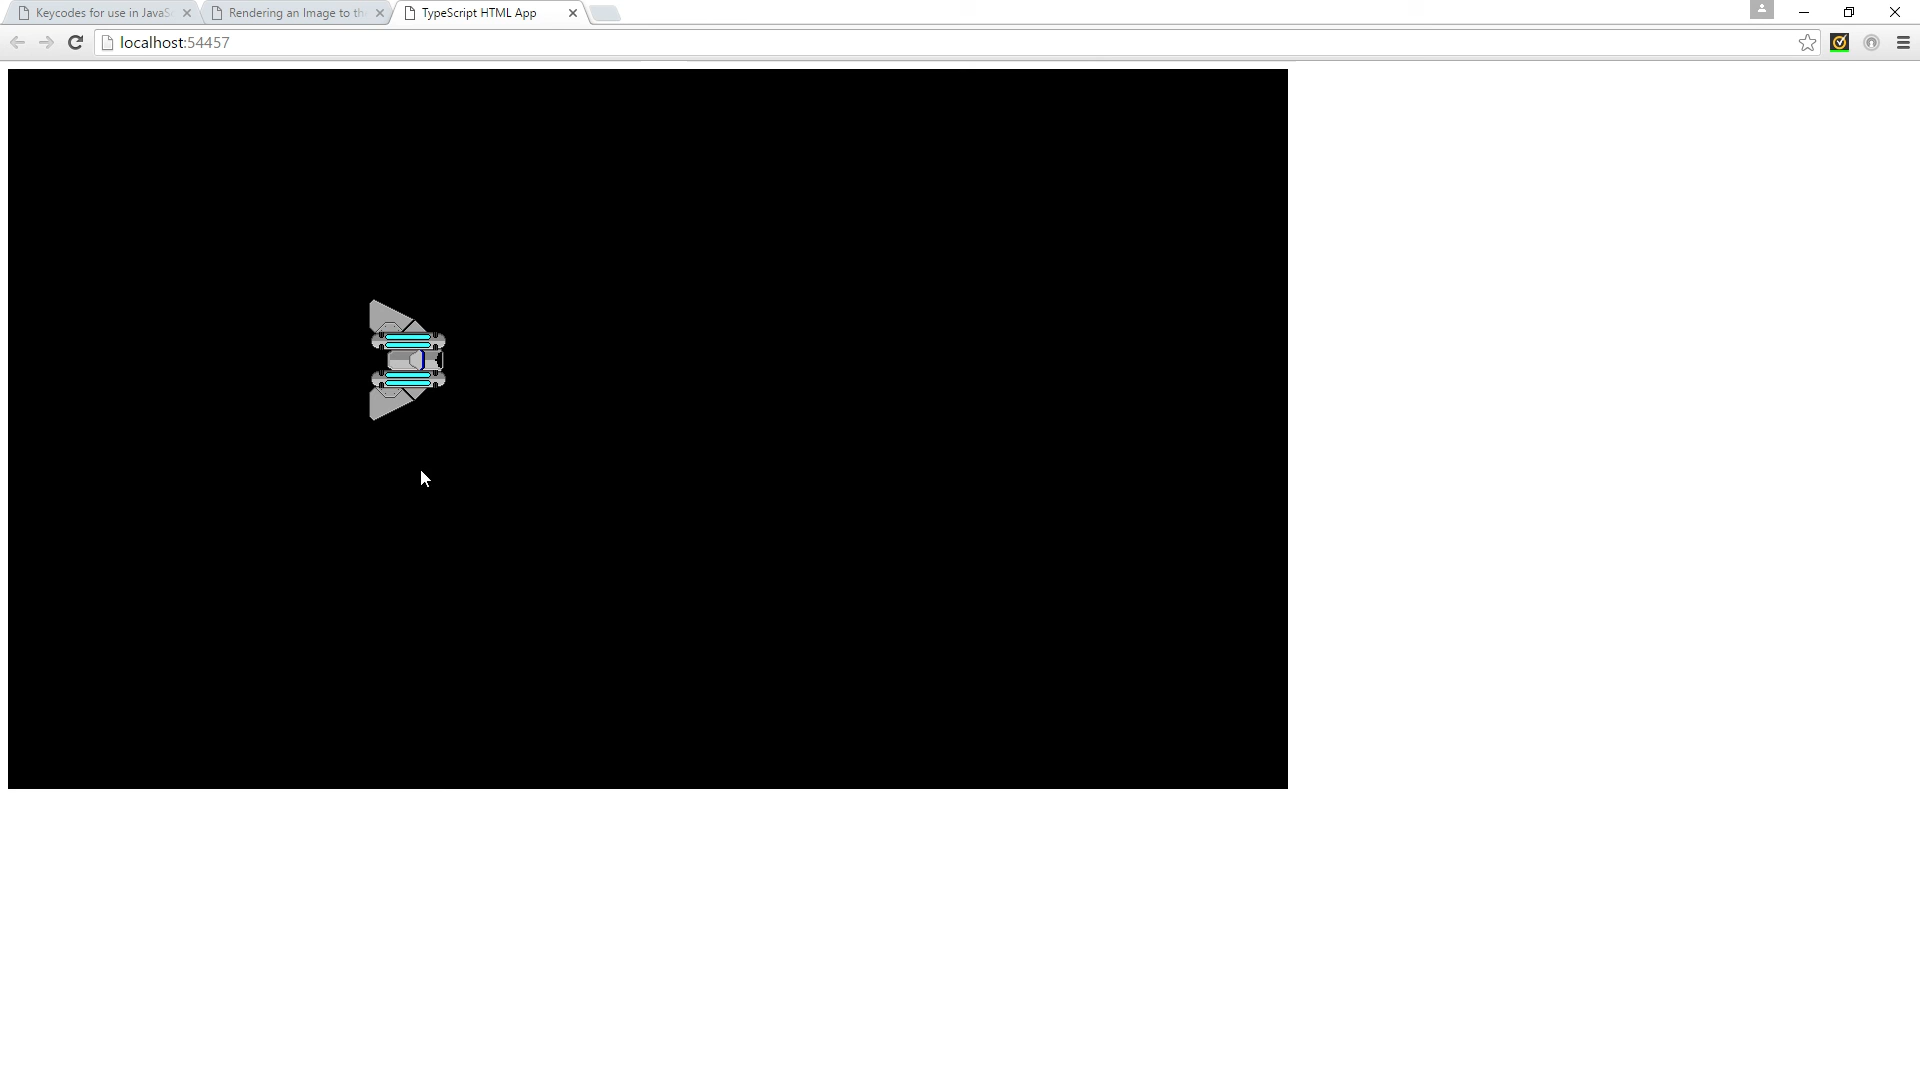 Keycodes for use in JavaS
Rendering an Image to th
TypeScript HTML App
localhost:54457